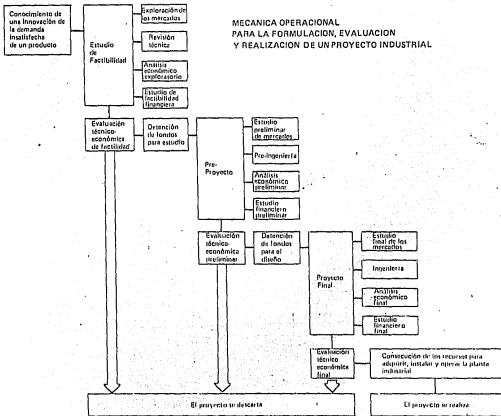 MECANICA OPERACIONAL
PARA LA FORMULACION, EVALUACION
Y REALIZACION DE UN PROYECTO INDUSTRIAL
Conocimiento de
una innovación de
la demanda
insatisfecha
de un producto
Estudio
de
Factibilidad
Exploración de
los mercados
Revisión
técnica
Análisis
económico
exploratorio
Estudio de
factibilidad
financiera
Evaluación
técnico-
económica
de factilidad
Obtención
de fondos
para estudio
Pre-
Proyecto
Estudio
preliminar
de mercados
Pre-Ingeniería
Análisis
económico
preliminar
Estudio
financiero
preliminar
Evaluación
técnico-
económica
preliminar
Obtención
de fondos
para el
diseño
Proyecto
Final
Estudio
final de los
mercados
Ingeniería
Análisis
económico
final
Estudio
financiero
final
Evaluación
técnico
económica
final
Consecución de los recursos para
adquirir, instalar y operar la planta
industrial
El proyecto se descarta
El proyecto se realiza